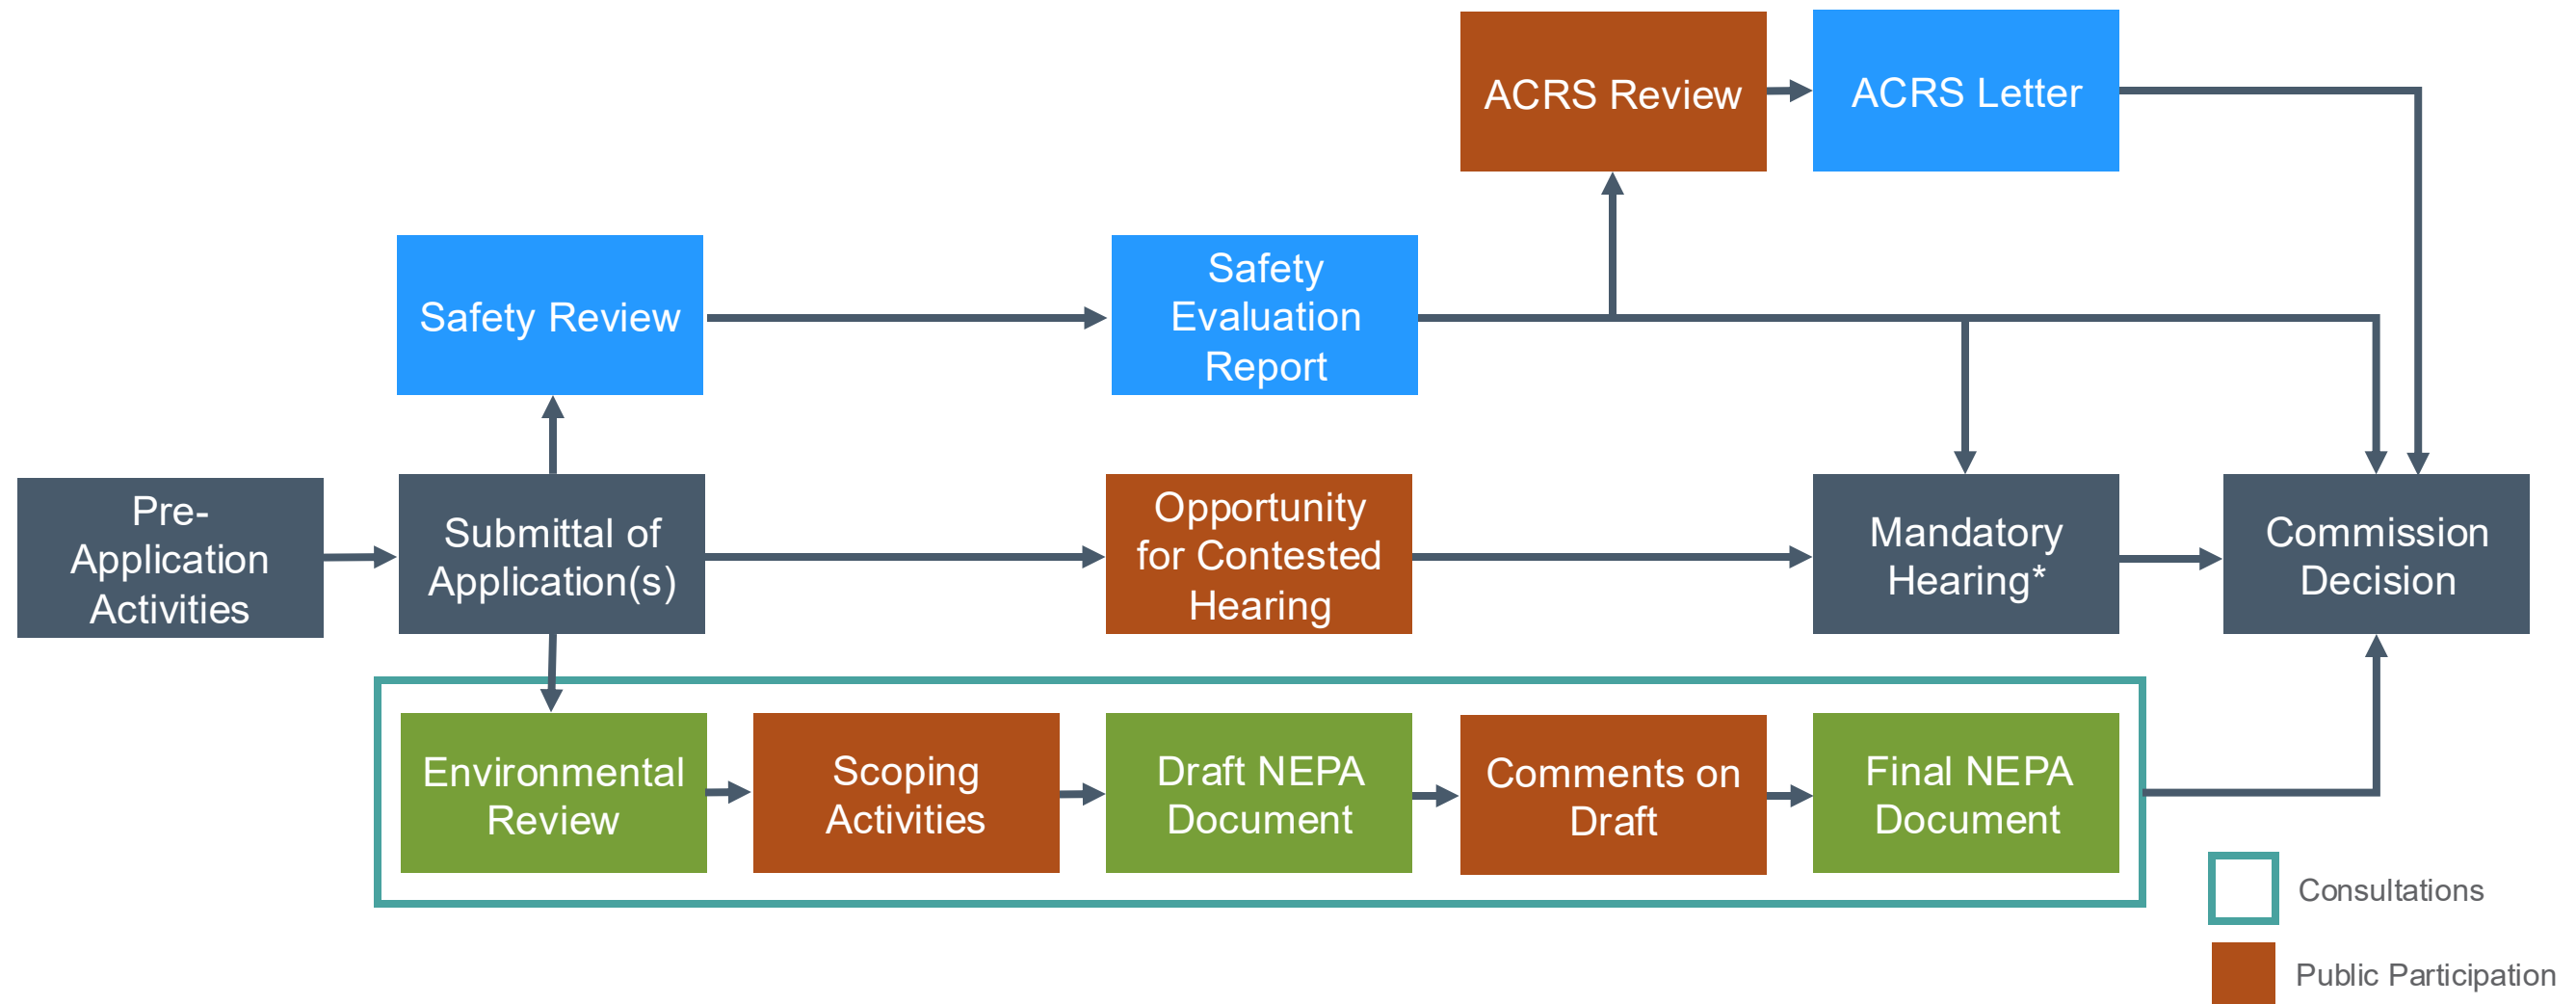 ACRS Review
ACRS Letter
Safety Review
Safety
Evaluation
Report
Pre-
Application
Activities
Submittal of
Application(s)
Opportunity
for Contested
Hearing
Mandatory
Hearing*
Commission
Decision
Environmental
Review
Scoping
Activities
Draft NEPA
Document
Comments on
Draft
Final NEPA
Document
Consultations
Public Participation